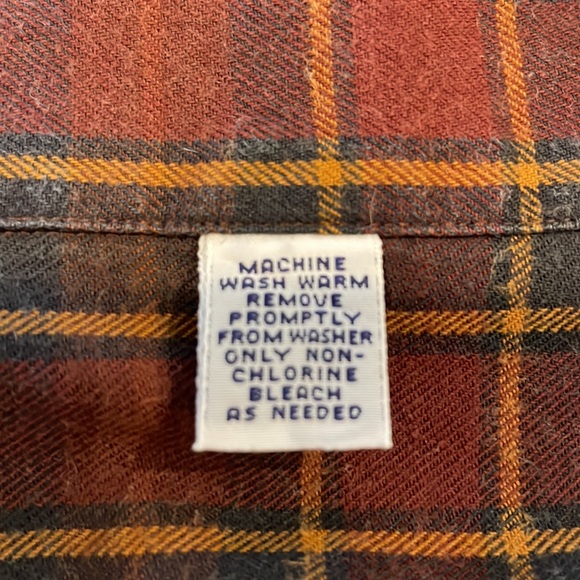 MACHINE
WASH WARM
REMOVE
PROMPTLY
FROM WASHER
ONLY NON-
CHLORINE
BLEACH
AS NEEDED